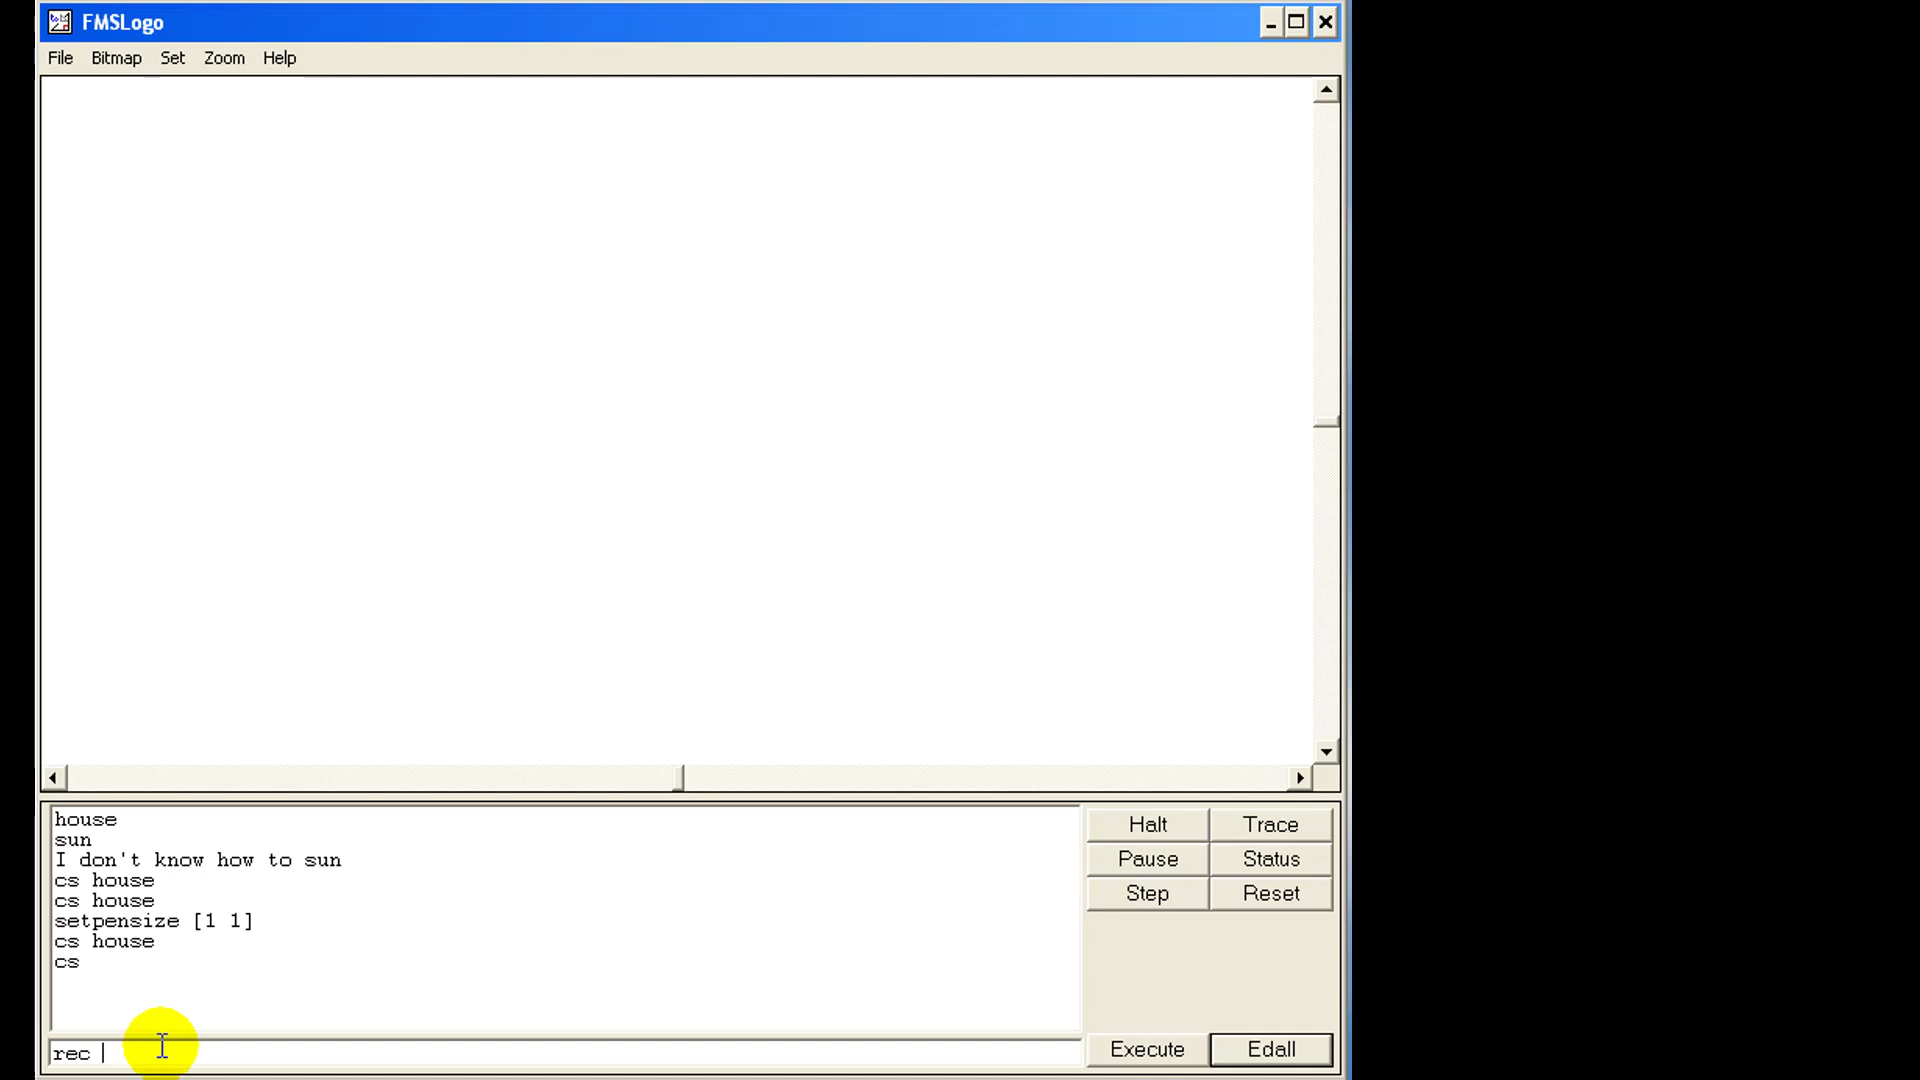 FMSLogo
File Bitmap Set Zoom Help
house
sun
I don't know how to sun
cs house
cs house
setpensize [1 1]
cs house
cs
Halt Trace
Pause Status
Step Reset
rec
Execute Edall